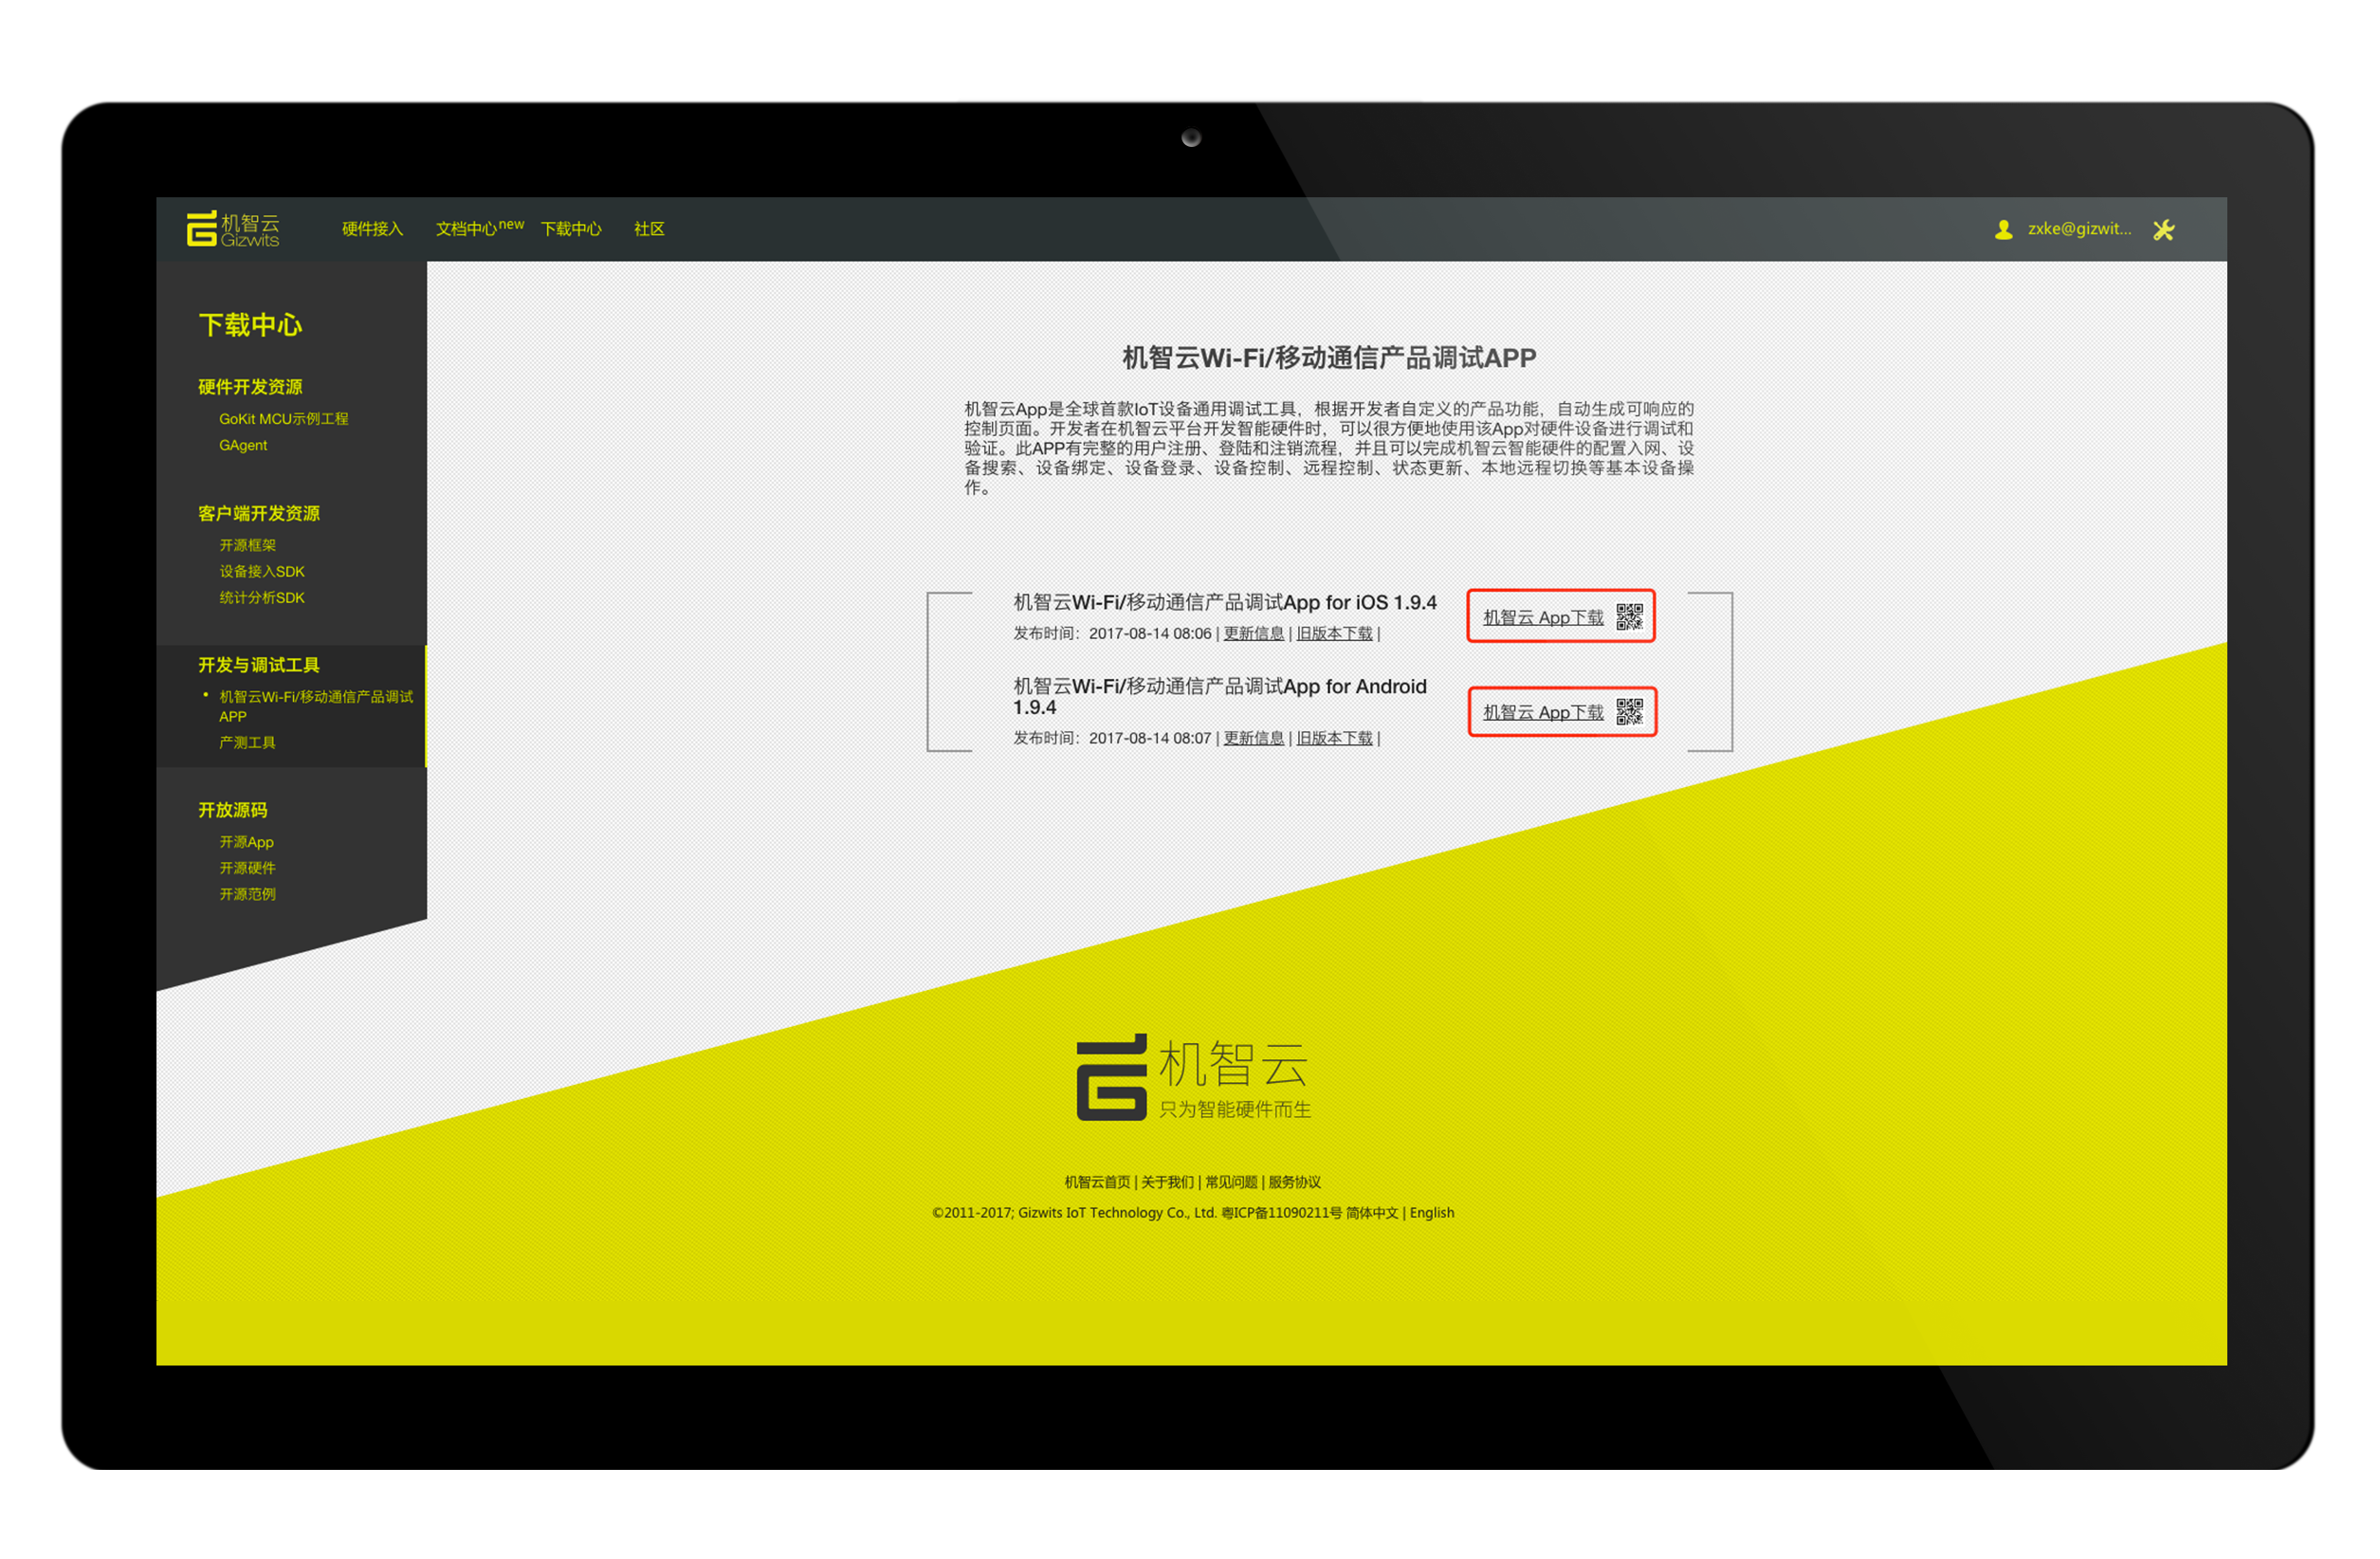 机智云
Gizwits
硬件接入 文档中心new 下载中心 社区
zxke@gizwit...
下载中心
硬件开发资源
GoKit MCU示例工程
GAgent
客户端开发资源
开源框架
设备接入SDK
统计分析SDK
开发与调试工具
机智云Wi-Fi/移动通信产品调试
APP
产测工具
开放源码
开源App
开源硬件
开源范例
机智云Wi-Fi/移动通信产品调试APP
机智云App是全球首款IoT设备通用调试工具，根据开发者自定义的产品功能，自动生成可响应的
控制页面。开发者在机智云平台开发智能硬件时，可以很方便地使用该App对硬件设备进行调试和
验证。此APP有完整的用户注册、登陆和注销流程，并且可以完成机智云智能硬件的配置入网、设
备搜索、设备绑定、设备登录、设备控制、远程控制、状态更新、本地远程切换等基本设备操
作。
机智云Wi-Fi/移动通信产品调试App for iOS 1.9.4
发布时间：2017-08-14 08:06 | 更新信息 | 旧版本下载 |
机智云 App下载
机智云Wi-Fi/移动通信产品调试App for Android
1.9.4
发布时间：2017-08-14 08:07 | 更新信息 | 旧版本下载 |
机智云 App下载
机智云
只为智能硬件而生
机智云首页 | 关于我们 | 常见问题 | 服务协议
©2011-2017; Gizwits IoT Technology Co., Ltd. 粤ICP备11090211号 简体中文 | English